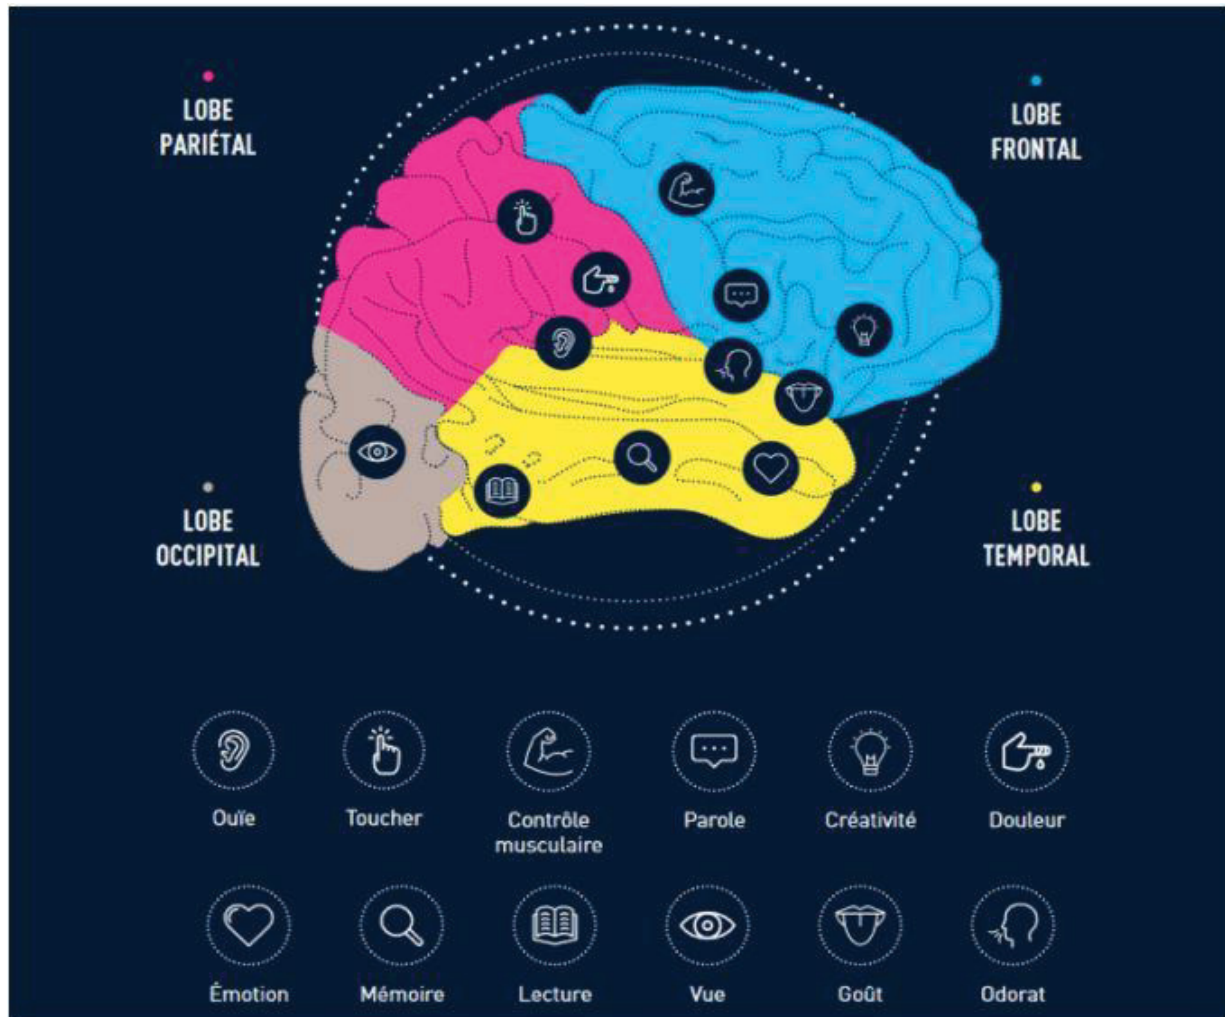 LOBE
PARIÉTAL
LOBE
FRONTAL
LOBE
OCCIPITAL
LOBE
TEMPORAL
Ouïe
Toucher
Contrôle
musculaire
Parole
Créativité
Douleur
Émotion
Mémoire
Lecture
Vue
Goût
Odorat